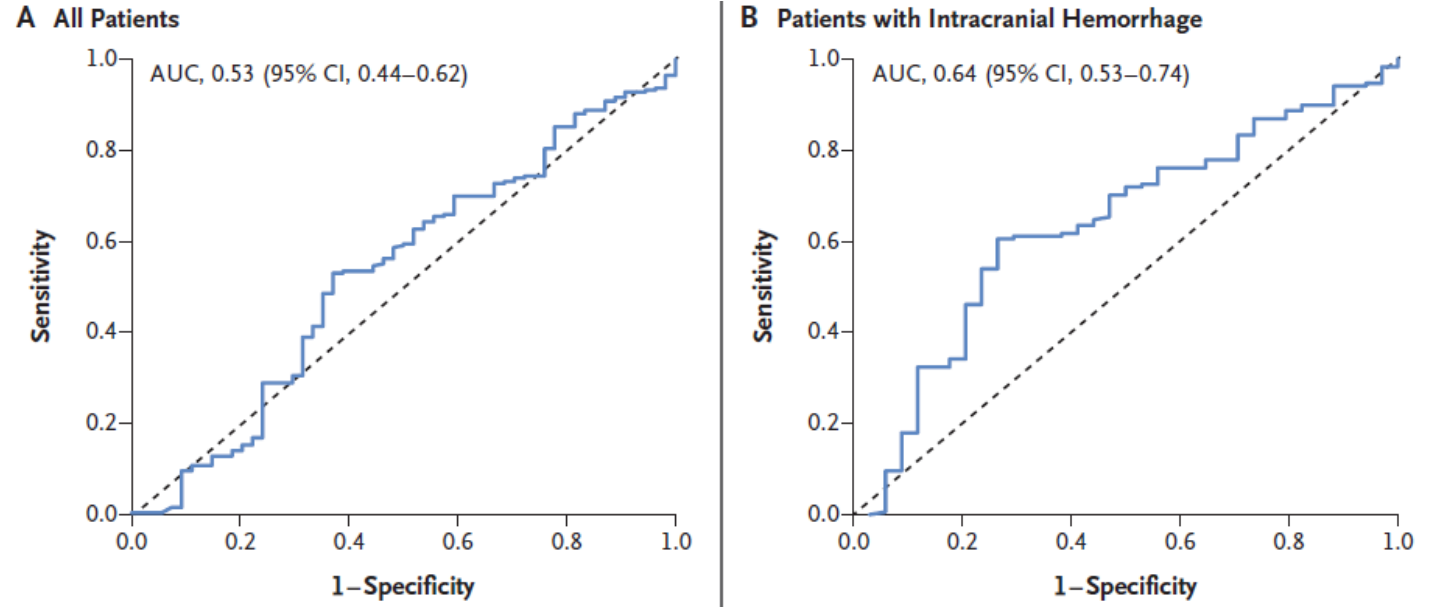 A All Patients
AUC, 0.53 (95% CI, 0.44–0.62)
1.0
0.8
0.6
0.4
0.2
0.0
Sensitivity
0.0 0.2 0.4 0.6 0.8 1.0
1–Specificity
B Patients with Intracranial Hemorrhage
AUC, 0.64 (95% CI, 0.53–0.74)
1.0
0.8
0.6
0.4
0.2
0.0
Sensitivity
0.0 0.2 0.4 0.6 0.8 1.0
1–Specificity